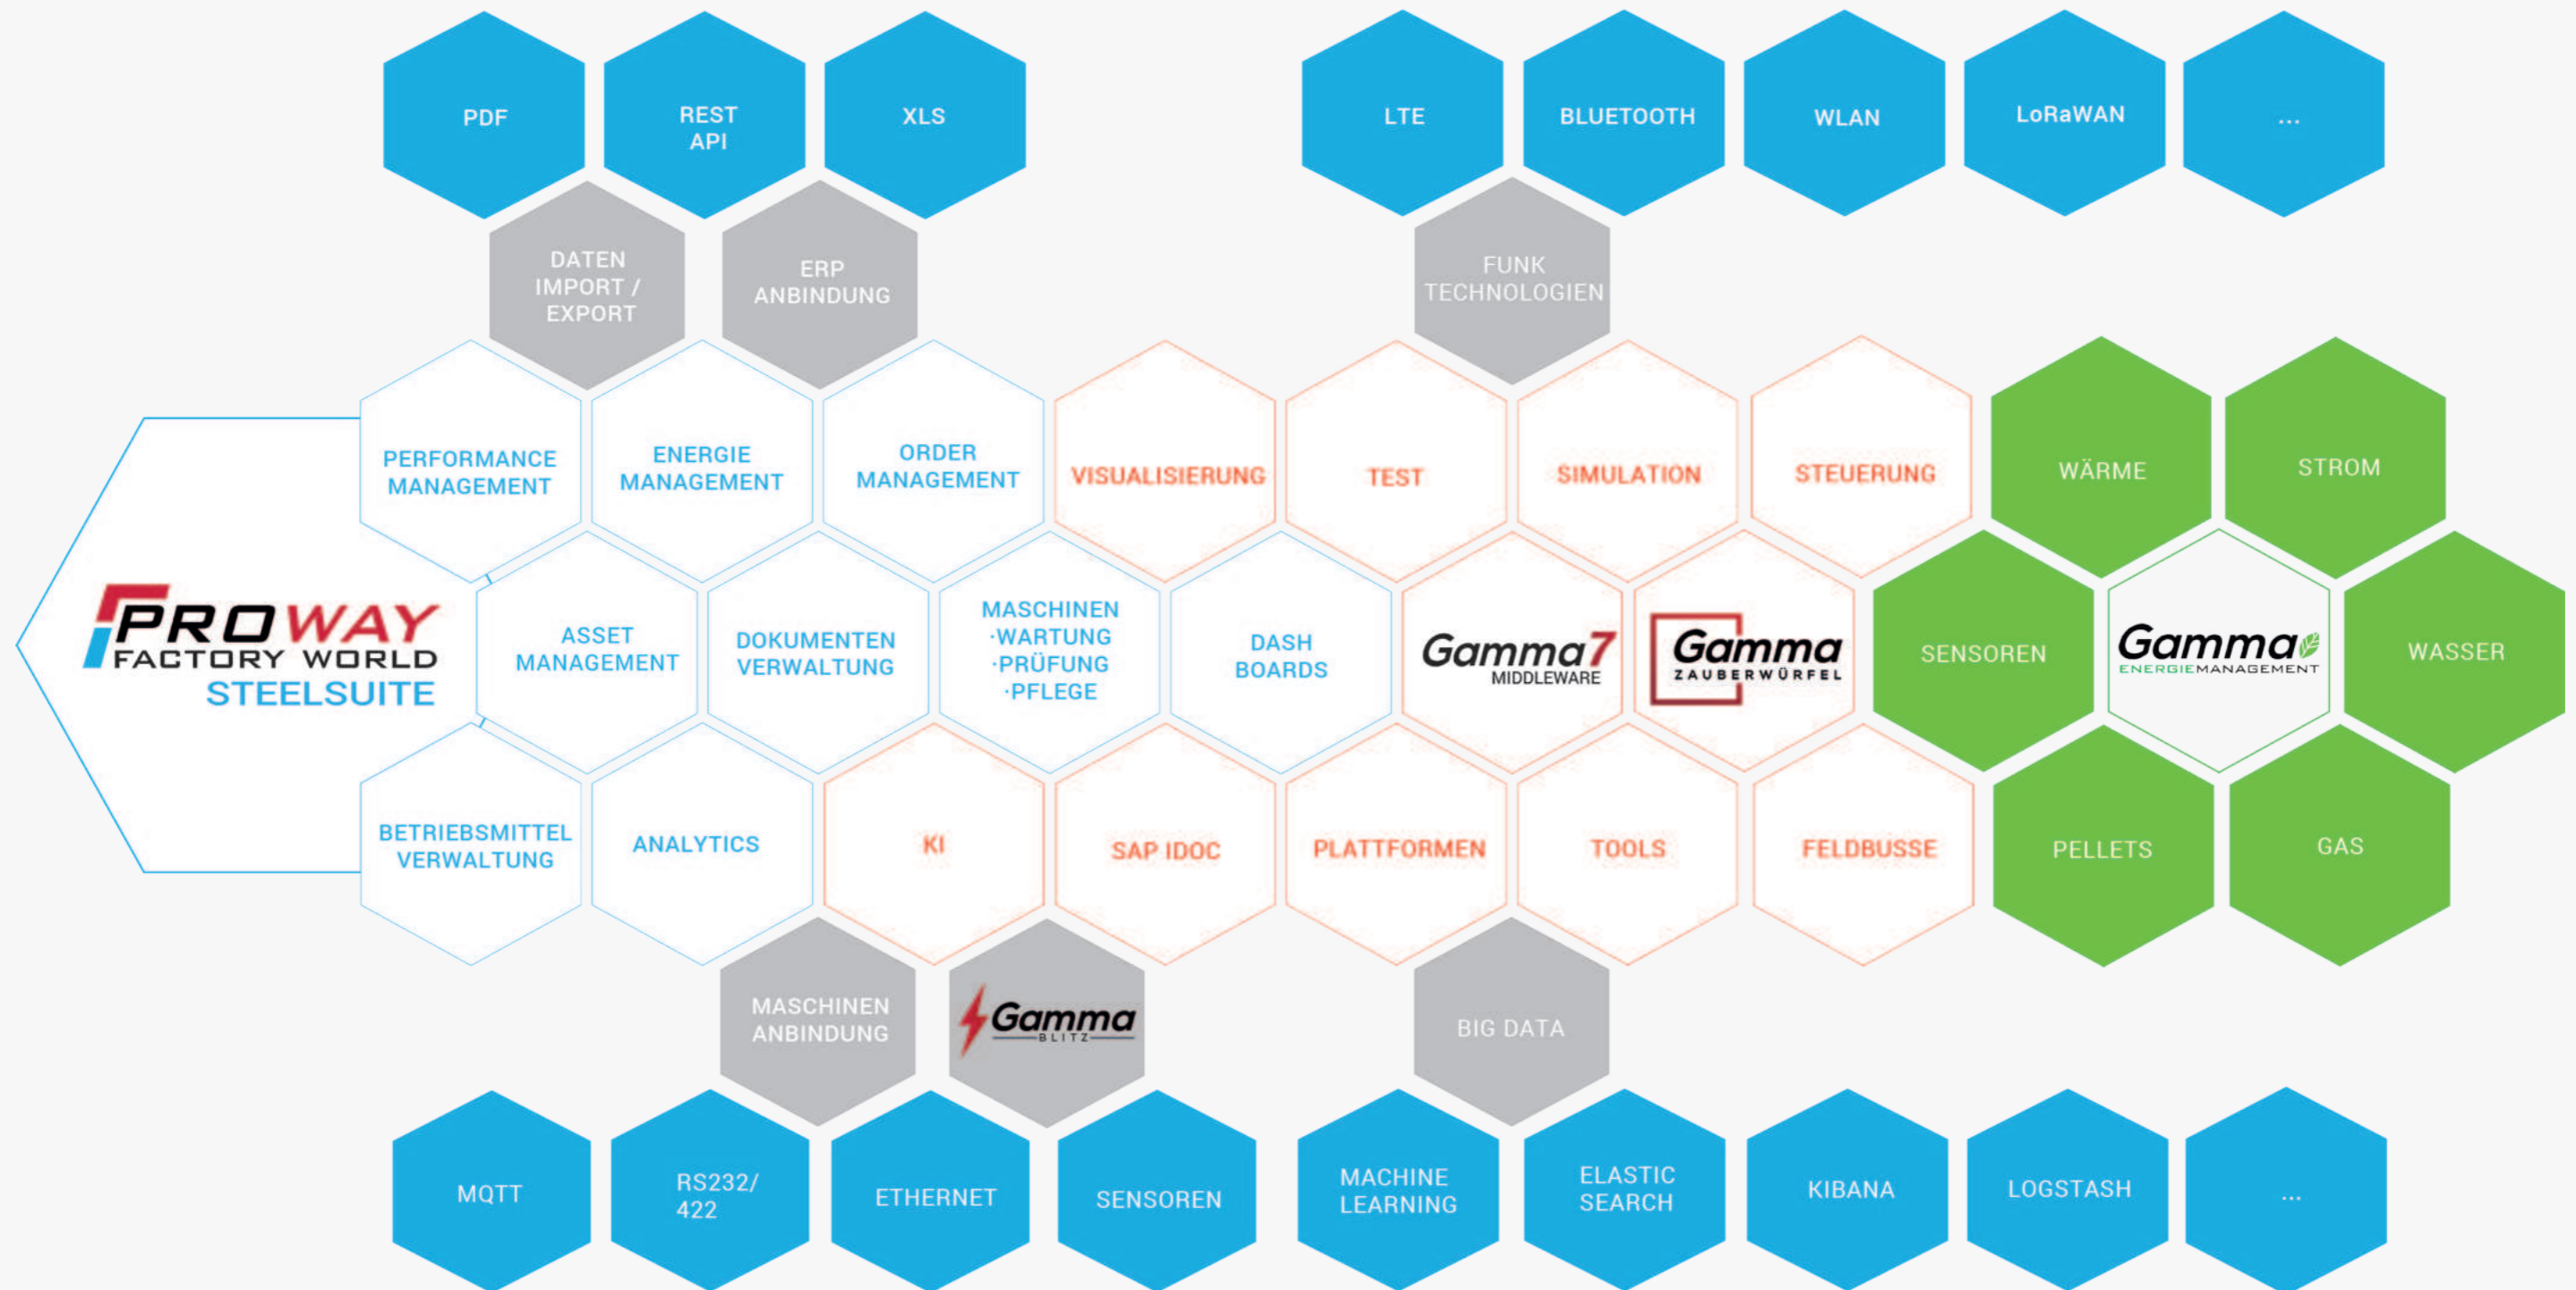 PDF
REST
API
XLS
LTE
BLUETOOTH
WLAN
LoRaWAN
...
DATEN
IMPORT /
EXPORT
ERP
ANBINDUNG
FUNK
TECHNOLOGIEN
PERFORMANCE
MANAGEMENT
ENERGIE
MANAGEMENT
ORDER
MANAGEMENT
VISUALISIERUNG
TEST
SIMULATION
STEUERUNG
WÄRME
STROM
PROWAY
FACTORY WORLD
STEELSUITE
ASSET
MANAGEMENT
DOKUMENTEN
VERWALTUNG
MASCHINEN
·WARTUNG
·PRÜFUNG
·PFLEGE
DASH
BOARDS
Gamma7
MIDDLEWARE
Gamma
ZAUBERWÜRFEL
SENSOREN
Gamma
ENERGIEMANAGEMENT
WASSER
BETRIEBSMITTEL
VERWALTUNG
ANALYTICS
KI
SAP IDOC
PLATTFORMEN
TOOLS
FELDBUSSE
PELLETS
GAS
MASCHINEN
ANBINDUNG
Gamma
BLITZ
BIG DATA
MQTT
RS232/
422
ETHERNET
SENSOREN
MACHINE
LEARNING
ELASTIC
SEARCH
KIBANA
LOGSTASH
...